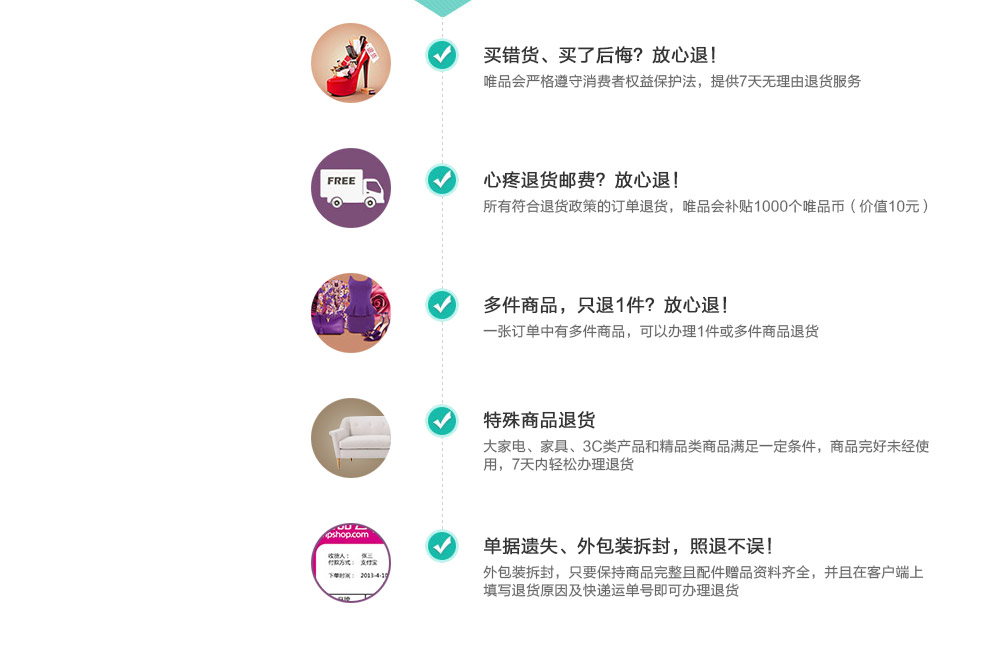 买错货、买了后悔？放心退！
唯品会严格遵守消费者权益保护法，提供7天无理由退货服务
FREE
心疼退货邮费？放心退！
所有符合退货政策的订单退货，唯品会补贴1000个唯品币（价值10元）
多件商品，只退1件？放心退！
一张订单中有多件商品，可以办理1件或多件商品退货
特殊商品退货
大家电、家具、3C类产品和精品类商品满足一定条件，商品完好未经使
用，7天内轻松办理退货
ipshop.com
收货人： 张三
付款方式： 支付宝
下单时间： 2013-4-10
单据遗失、外包装拆封，照退不误！
外包装拆封，只要保持商品完整且配件赠品资料齐全，并且在客户端上
填写退货原因及快递运单号即可办理退货